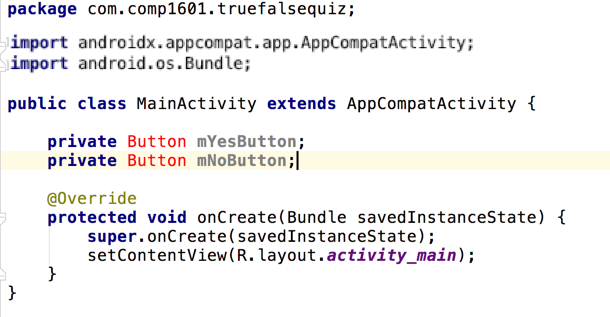 package com.comp1601.truefalsequiz;
import androidx.appcompat.app.AppCompatActivity;
import android.os.Bundle;
public class MainActivity extends AppCompatActivity {
private Button mYesButton;
private Button mNoButton;
@Override
protected void onCreate(Bundle savedInstanceState) {
super.onCreate(savedInstanceState);
setContentView(R.layout.activity_main);
}
}